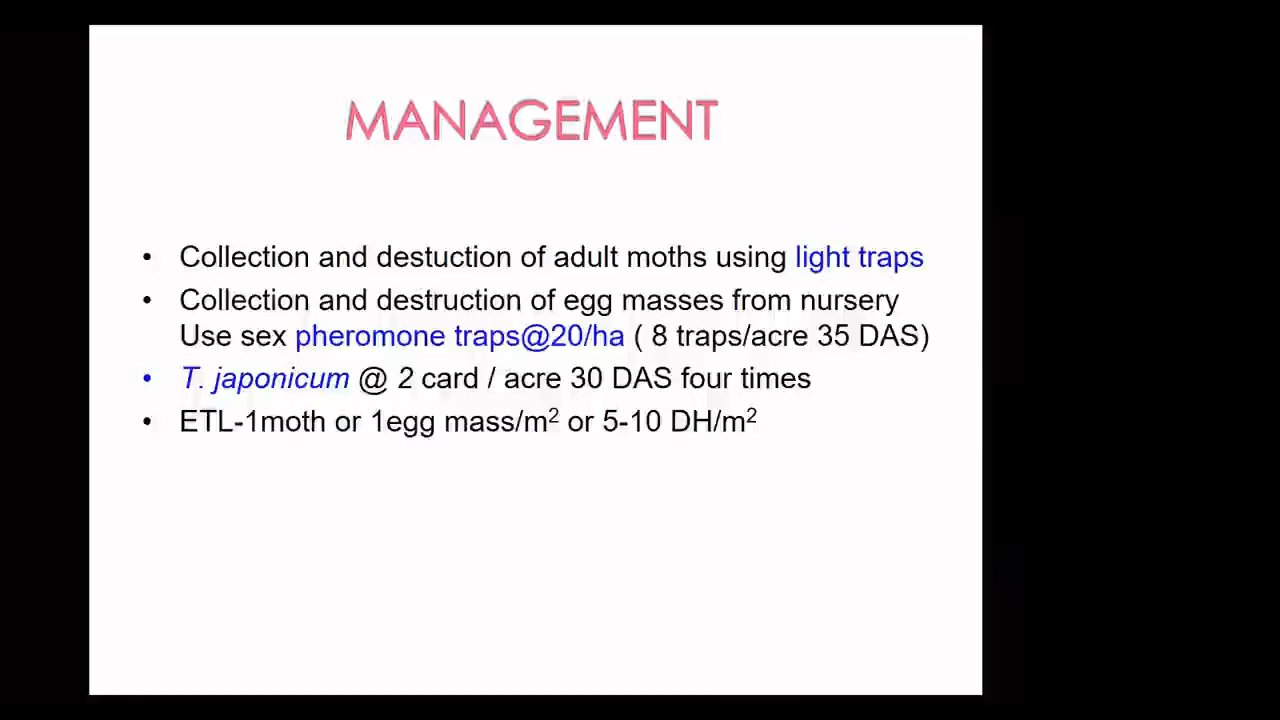 MANAGEMENT
• Collection and destuction of adult moths using light traps
• Collection and destruction of egg masses from nursery
Use sex pheromone traps@20/ha ( 8 traps/acre 35 DAS)
• T. japonicum @ 2 card / acre 30 DAS four times
• ETL-1moth or 1egg mass/m² or 5-10 DH/m²